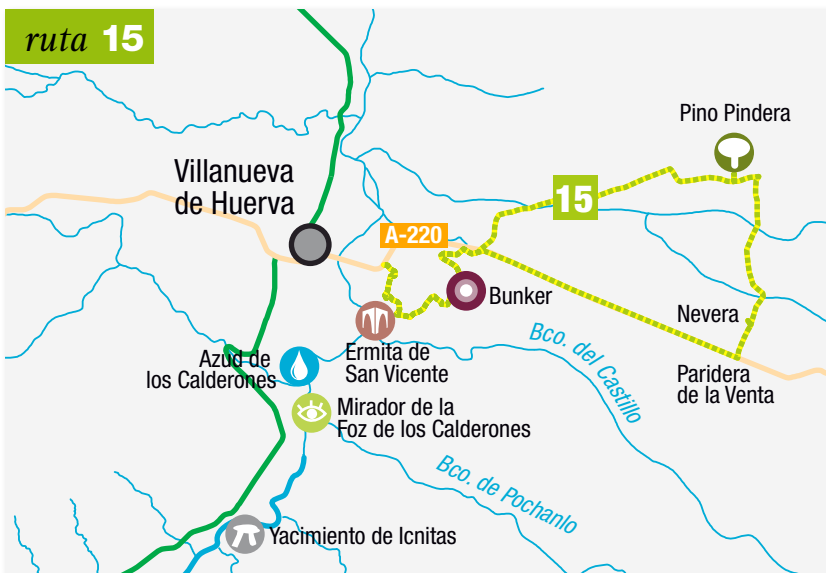 ruta 15
Pino Pindera
Villanueva
de Huerva
15
A-220
Bunker
Nevera
Ermita de
San Vicente
Bco. del Castillo
Azud de
los Calderones
Paridera
de la Venta
Mirador de la
Foz de los Calderones
Bco. de Pochanlo
Yacimiento de Icnitas